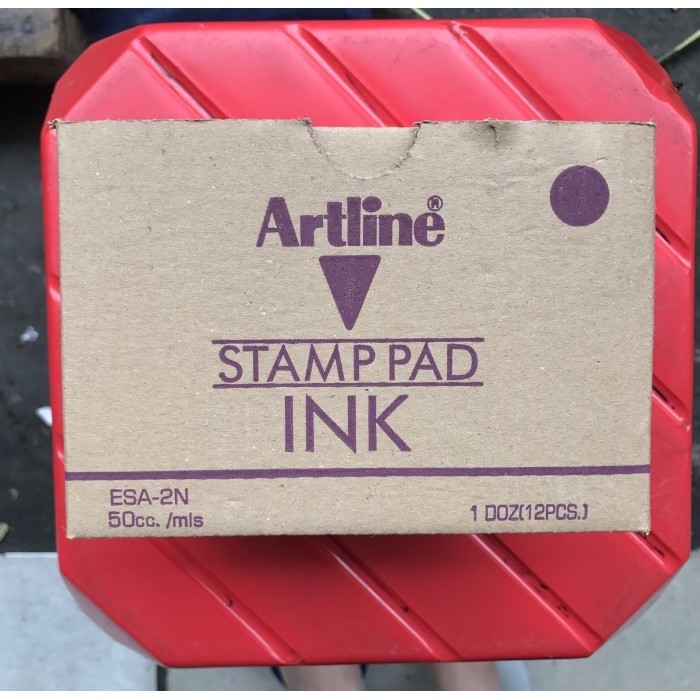 Artline®
STAMP PAD
INK
ESA-2N
50cc. /mls
1 DOZ(12PCS.)